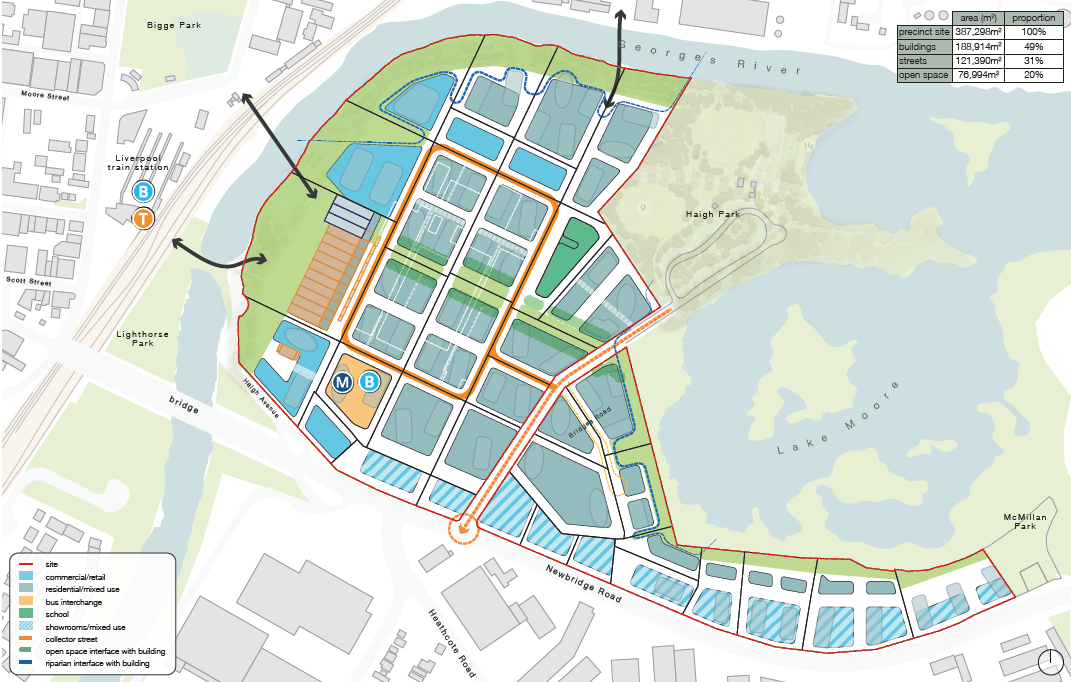 Bigge Park
Georges River
area (m²) proportion
precinct site 387,298m² 100%
buildings 188,914m² 49%
streets 121,390m² 31%
open space 76,994m² 20%
Moore Street
Liverpool
train station
B
T
Haigh Park
Scott Street
Lighthorse
Park
bridge
Haigh Avenue
M B
Bridges Road
Lake Moore
McMillan
Park
Newbridge Road
Heathcote Road
site
commercial/retail
residential/mixed use
bus interchange
school
showrooms/mixed use
collector street
open space interface with building
riparian interface with building